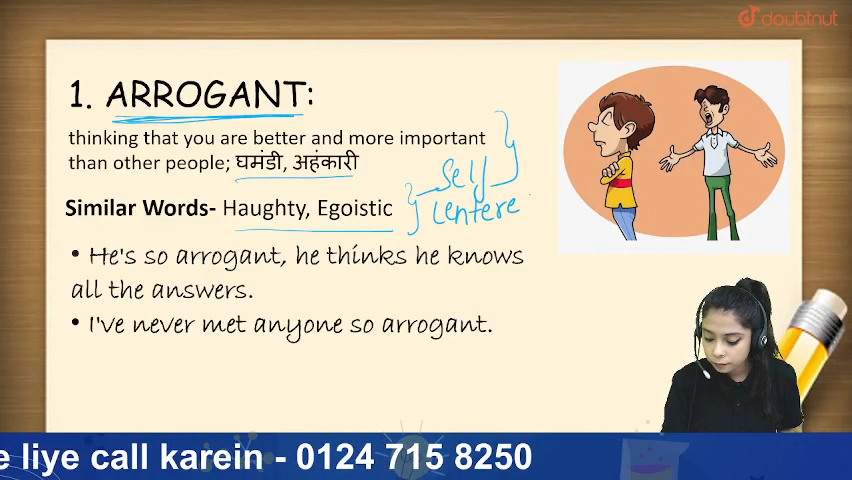 doubtnut
1. ARROGANT:
thinking that you are better and more important
than other people; घमंडी, अहंकारी
Self
Centere
Similar Words- Haughty, Egoistic
• He's so arrogant, he thinks he knows
all the answers.
• I've never met anyone so arrogant.
e liye call karein - 0124 715 8250